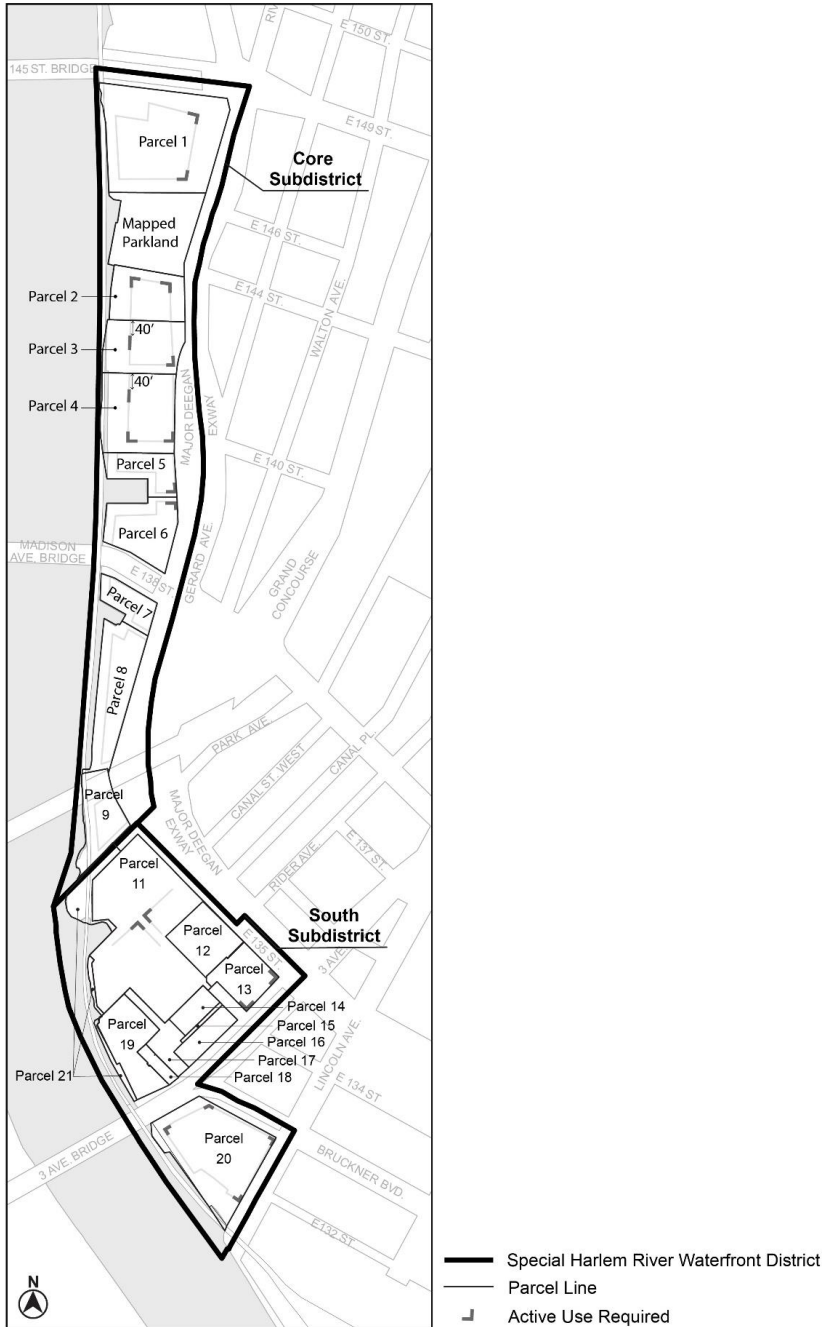 RIV
E 150 ST.
145 ST. BRIDGE
E 149 ST.
Parcel 1
Core
Subdistrict
Mapped
Parkland
E 146 ST.
E 144 ST.
WALTON AVE.
Parcel 2
40'
Parcel 3
40'
Parcel 4
MAJOR DEEGAN
EXWAY
Parcel 5
E 140 ST.
Parcel 6
MADISON
AVE. BRIDGE
E 138 ST.
GERARD AVE.
GRAND
CONCOURSE
Parcel 7
Parcel 8
PARK AVE.
CANAL ST. WEST
CANAL PL.
Parcel
9
MAJOR DEEGAN
EXWAY
RIDER AVE.
E 137 ST.
Parcel
11
South
Subdistrict
E 135 ST.
3 AVE.
Parcel
12
Parcel
13
Parcel 14
Parcel 15
Parcel 16
Parcel 17
Parcel 18
Parcel
19
Parcel 21
LINCOLN AVE.
E 134 ST
3 AVE. BRIDGE
Parcel
20
BRUCKNER BVD.
E 132 ST.
N
Special Harlem River Waterfront District
Parcel Line
Active Use Required